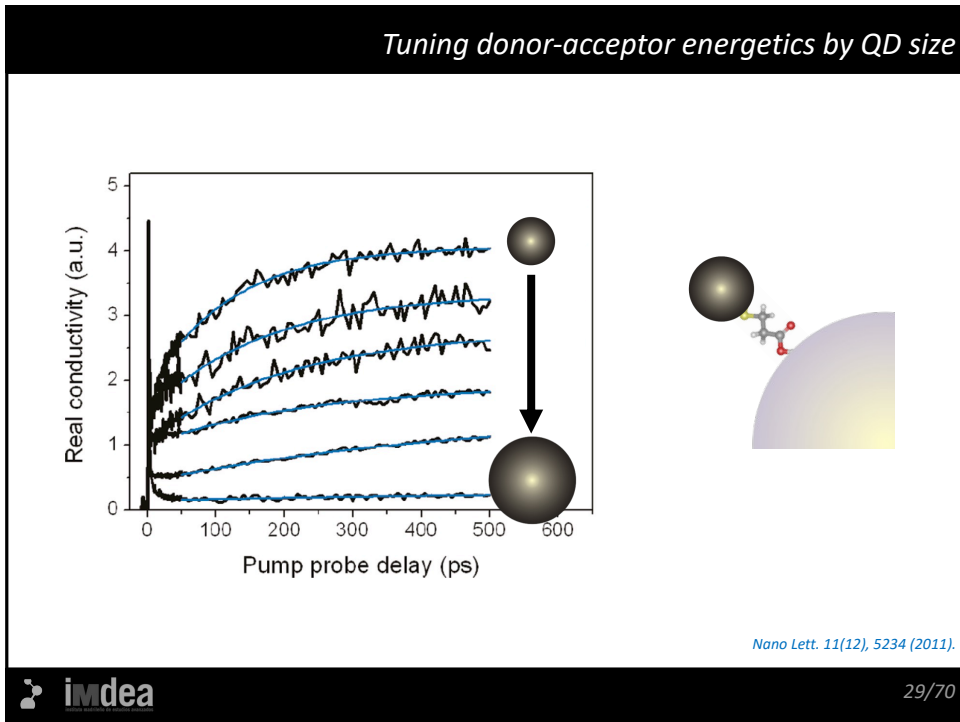 Tuning donor-acceptor energetics by QD size
5
4
3
2
1
0
Real conductivity (a.u.)
0 100 200 300 400 500 600
Pump probe delay (ps)
Nano Lett. 11(12), 5234 (2011).
imdea
29/70